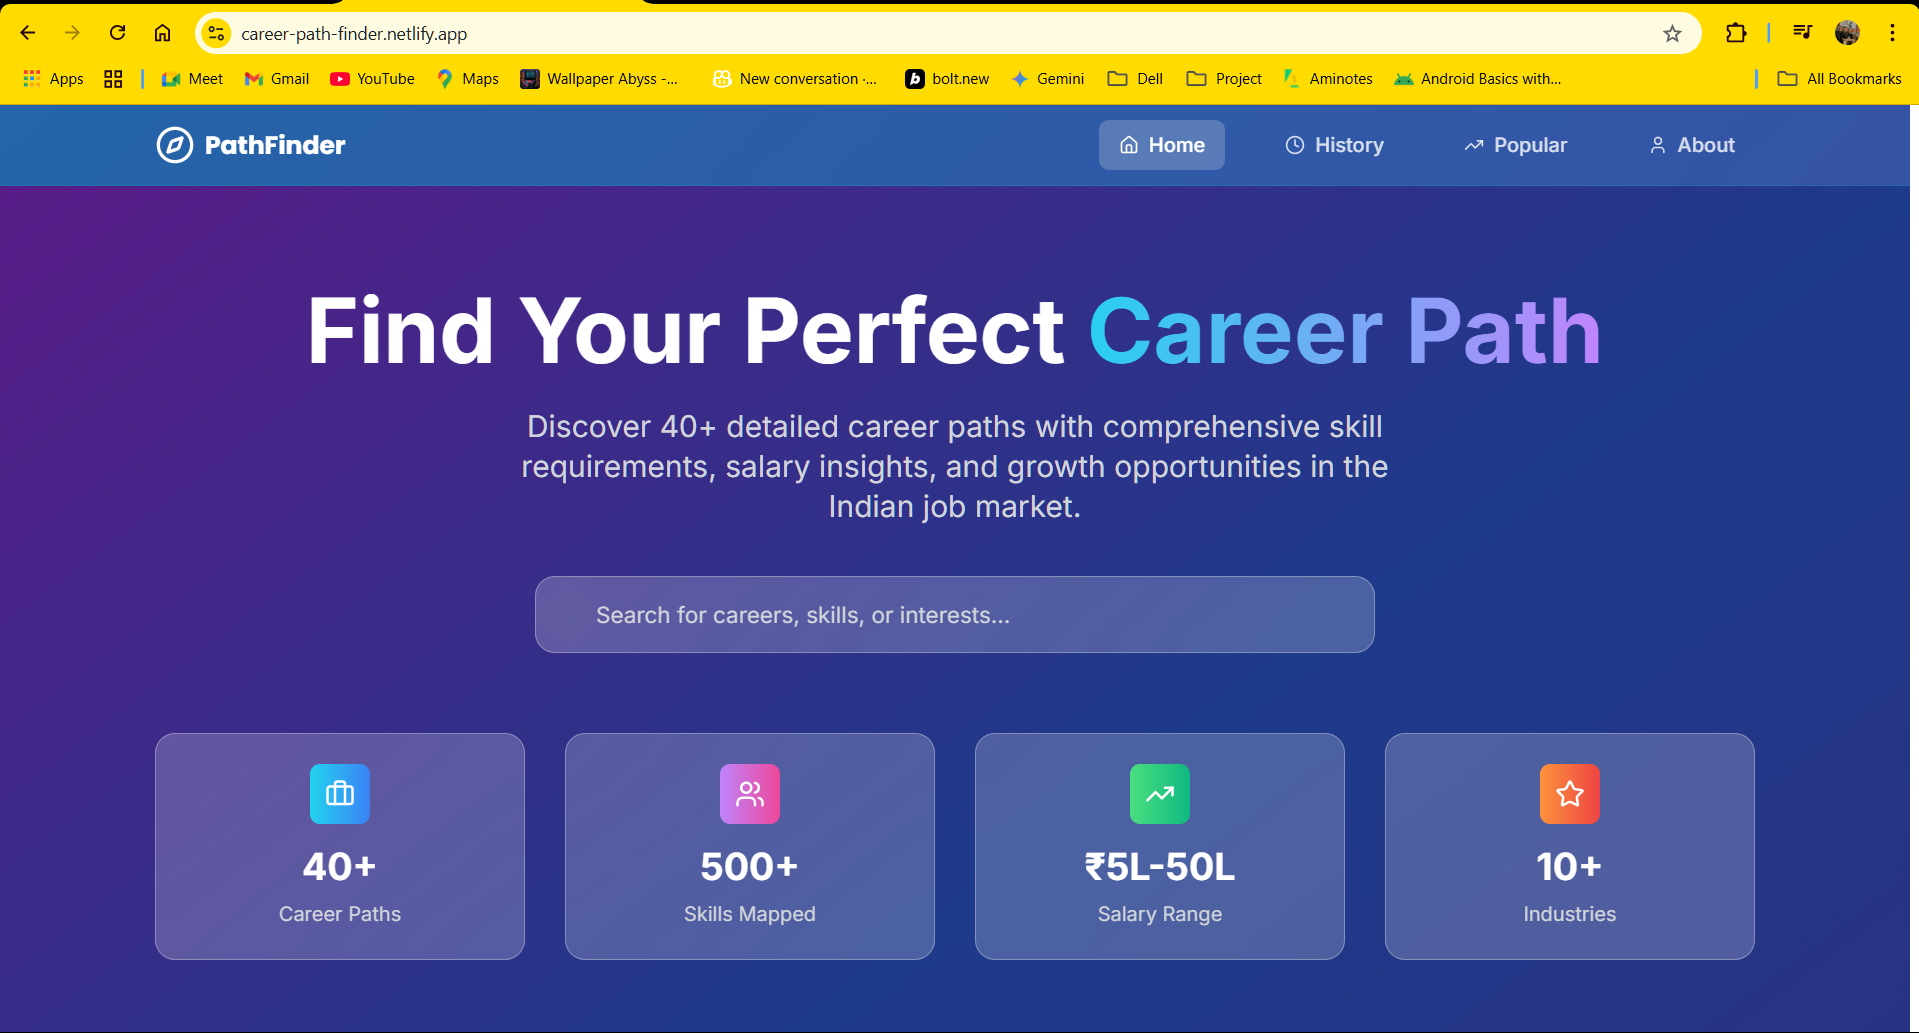 career-path-finder.netlify.app
Apps Meet Gmail YouTube Maps Wallpaper Abyss -... New conversation ·... bolt.new Gemini Dell Project Aminotes Android Basics with... All Bookmarks
PathFinder Home History Popular About
Find Your Perfect Career Path
Discover 40+ detailed career paths with comprehensive skill
requirements, salary insights, and growth opportunities in the
Indian job market.
Search for careers, skills, or interests...
40+ 500+ ₹5L-50L 10+
Career Paths Skills Mapped Salary Range Industries